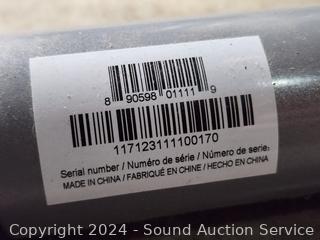 8 90598 01111 9
117123111100170
Serial number / Numéro de série / Número de serie:
MADE IN CHINA / FABRIQUÉ EN CHINE / HECHO EN CHINA
Copyright 2024 - Sound Auction Service